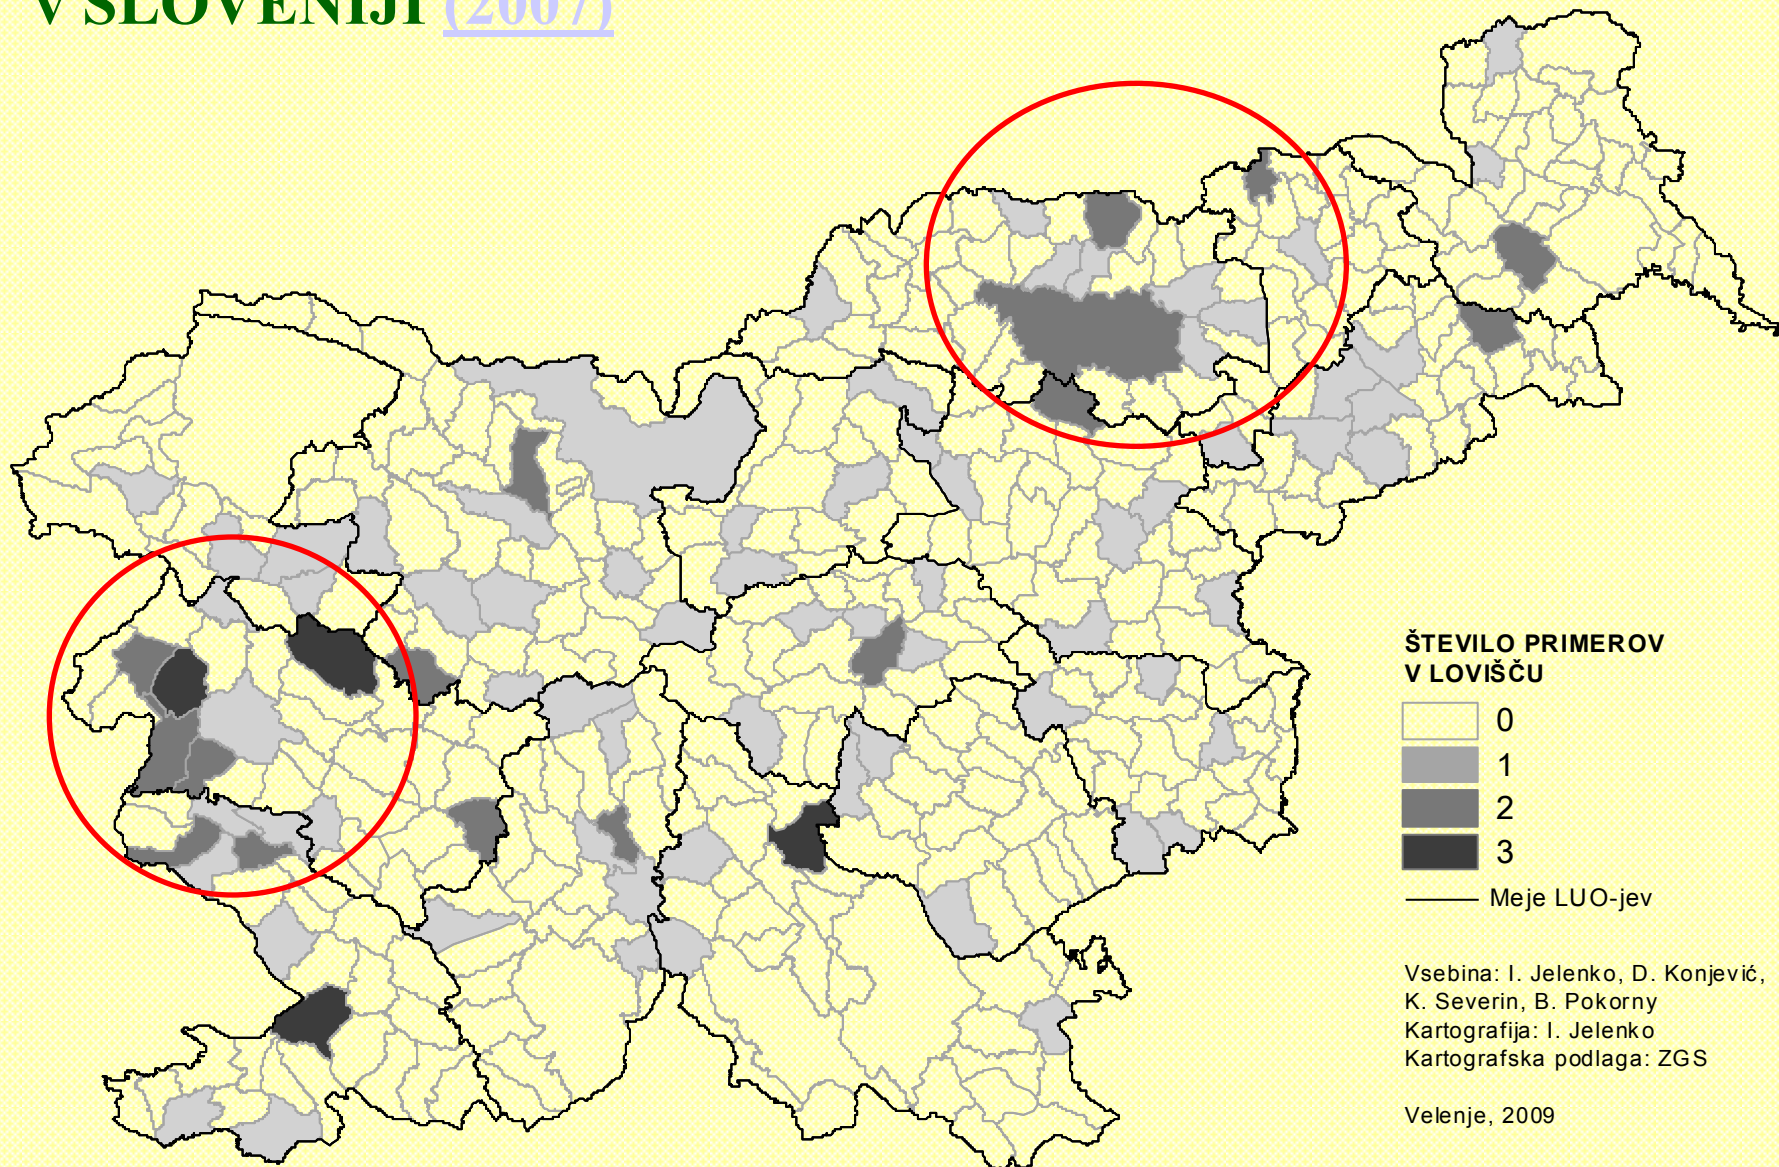 V SLOVENIJI (2007)
ŠTEVILO PRIMEROV
V LOVIŠČU
0
1
2
3
Meje LUO-jev
Vsebina: I. Jelenko, D. Konjević,
K. Severin, B. Pokorny
Kartografija: I. Jelenko
Kartografska podlaga: ZGS
Velenje, 2009